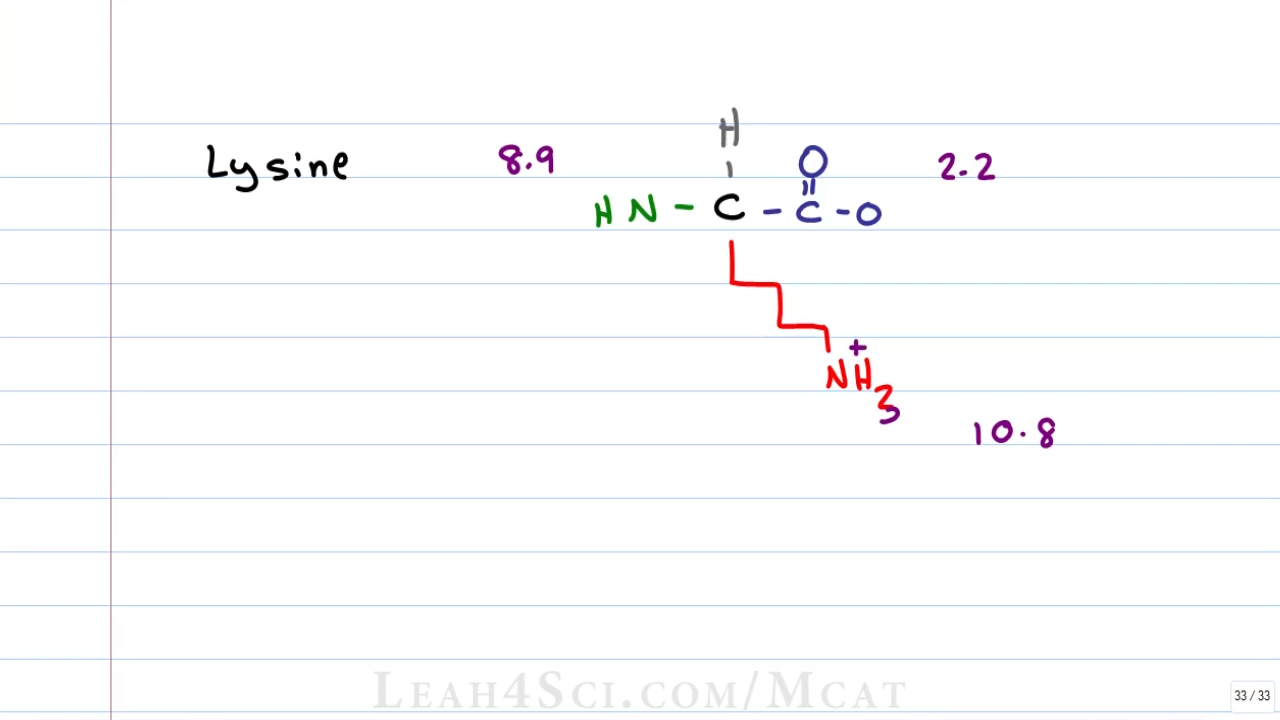 Lysine 8.9 H 2.2
O
HN - C - C - O
+
NH3
10.8
Leah4Sci.com/Mcat
33 / 33